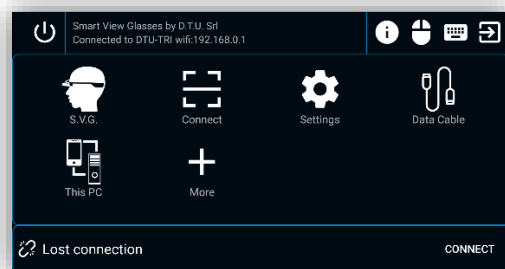 Smart View Glasses by D.T.U. Srl
Connected to DTU-TRI wifi:192.168.0.1
S.V.G.
Connect
Settings
Data Cable
This PC
More
Lost connection
CONNECT